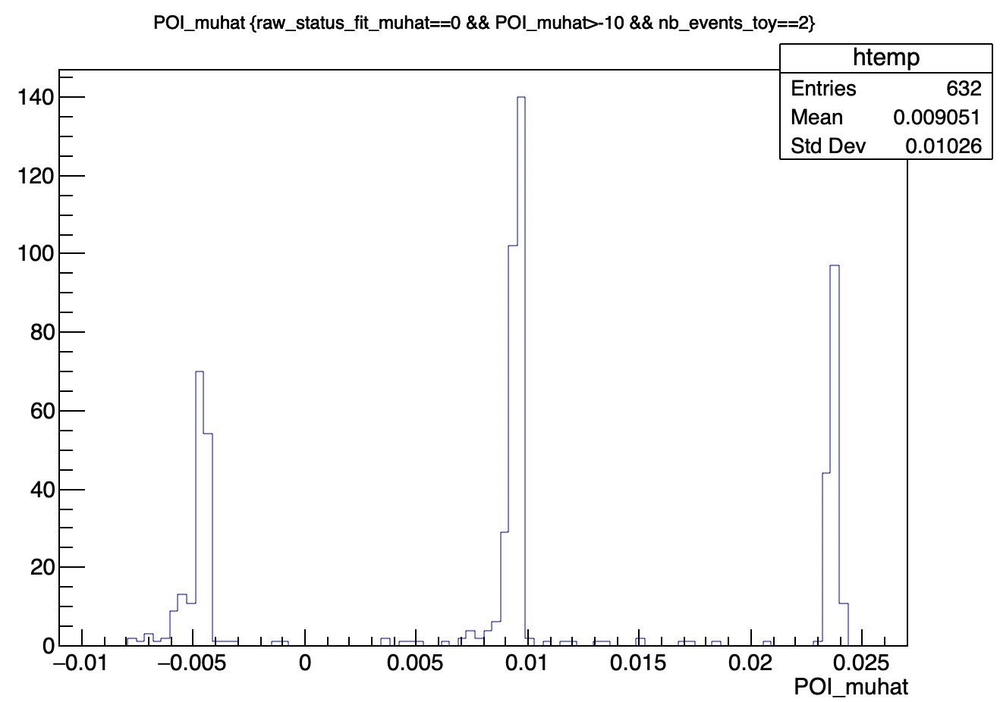 POI_muhat {raw_status_fit_muhat==0 && POI_muhat>-10 && nb_events_toy==2}
htemp
Entries 632
Mean 0.009051
Std Dev 0.01026
140
120
100
80
60
40
20
0
−0.01 −0.005 0 0.005 0.01 0.015 0.02 0.025
POI_muhat